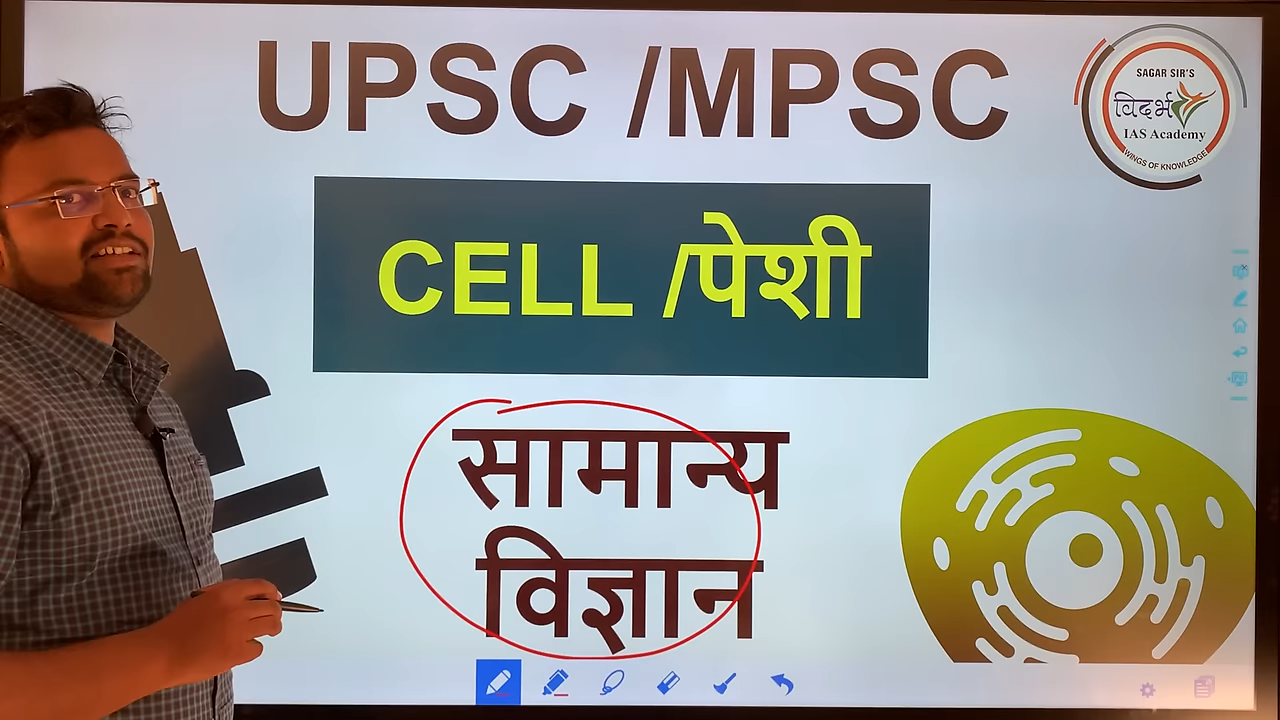 UPSC /MPSC
SAGAR SIR'S
विदर्भ
IAS Academy
WINGS OF KNOWLEDGE
CELL /पेशी
सामान्य
विज्ञान